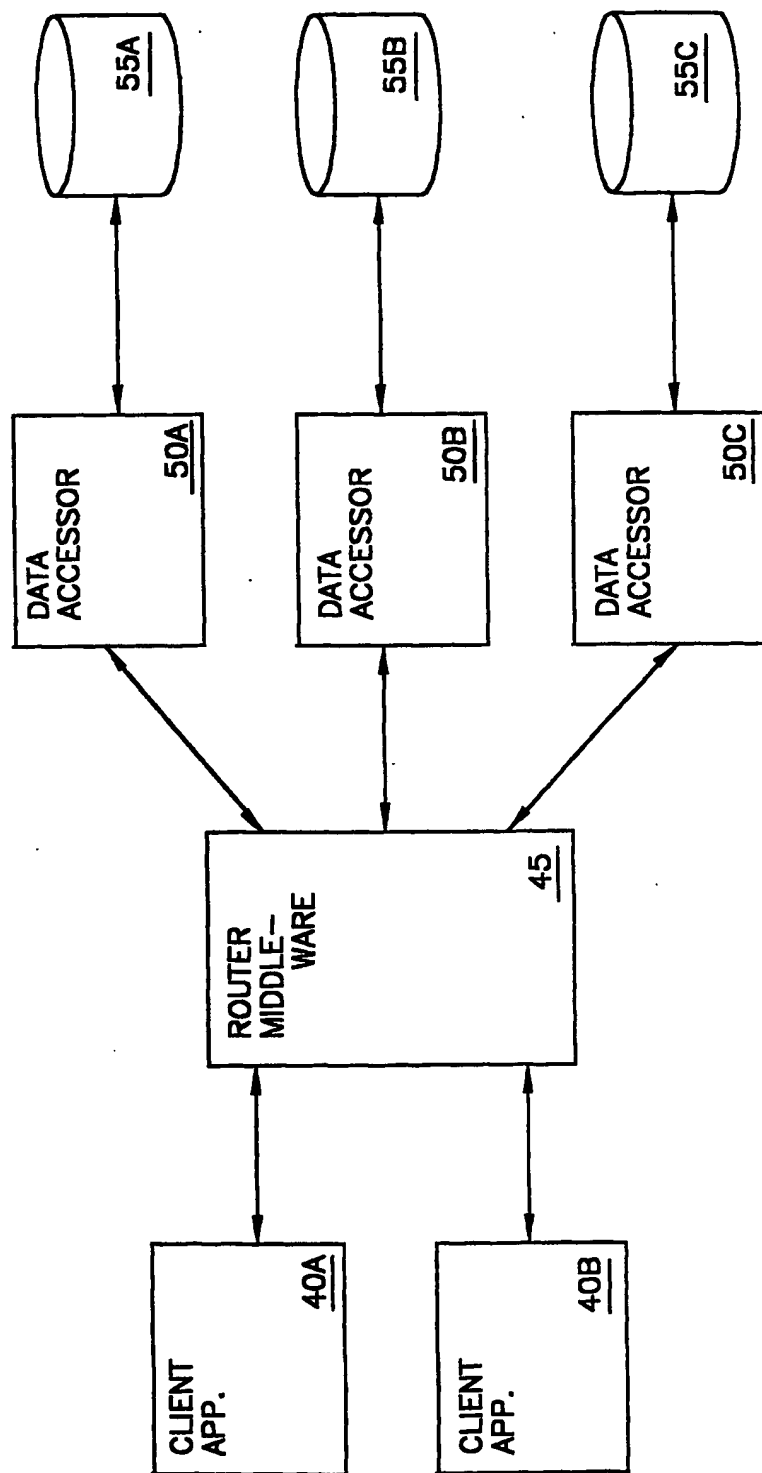 CLIENT
APP.
40A
CLIENT
APP.
40B
ROUTER
MIDDLE-
WARE
45
DATA
ACCESSOR
50A
DATA
ACCESSOR
50B
DATA
ACCESSOR
50C
55A
55B
55C